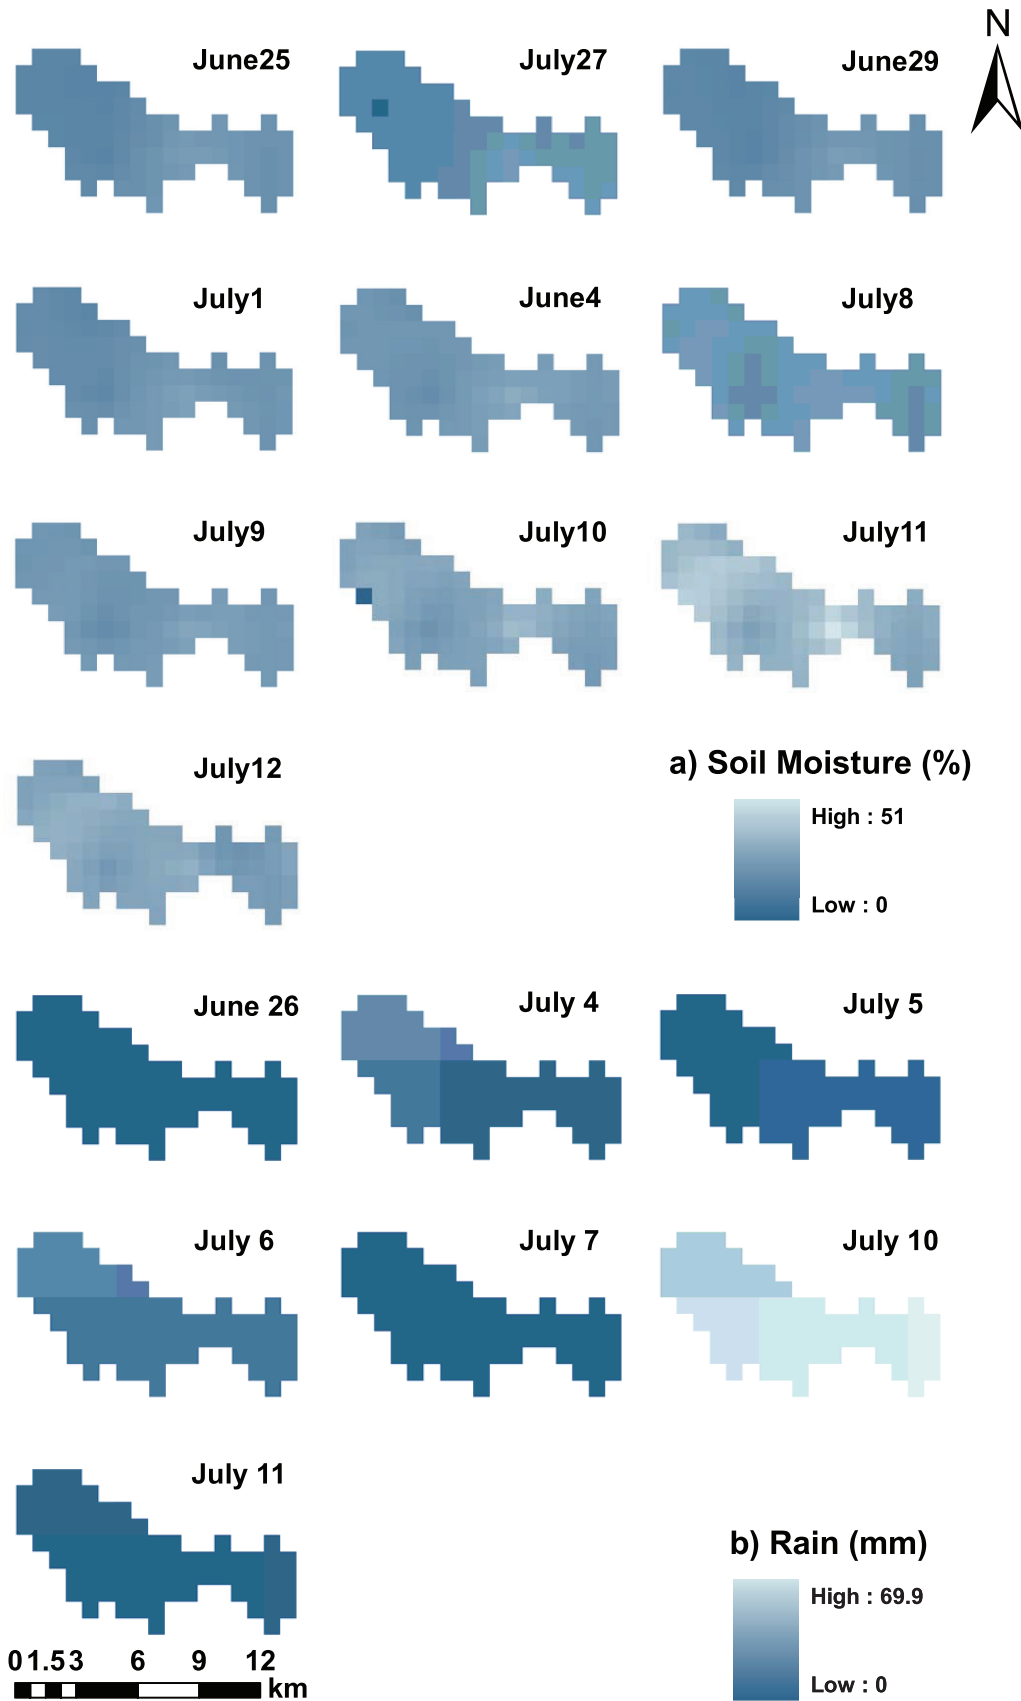 N
June25
July27
June29
July1
June4
July8
July9
July10
July11
July12
a) Soil Moisture (%)
High : 51
Low : 0
June 26
July 4
July 5
July 6
July 7
July 10
July 11
b) Rain (mm)
High : 69.9
Low : 0
0 1.5 3 6 9 12
km